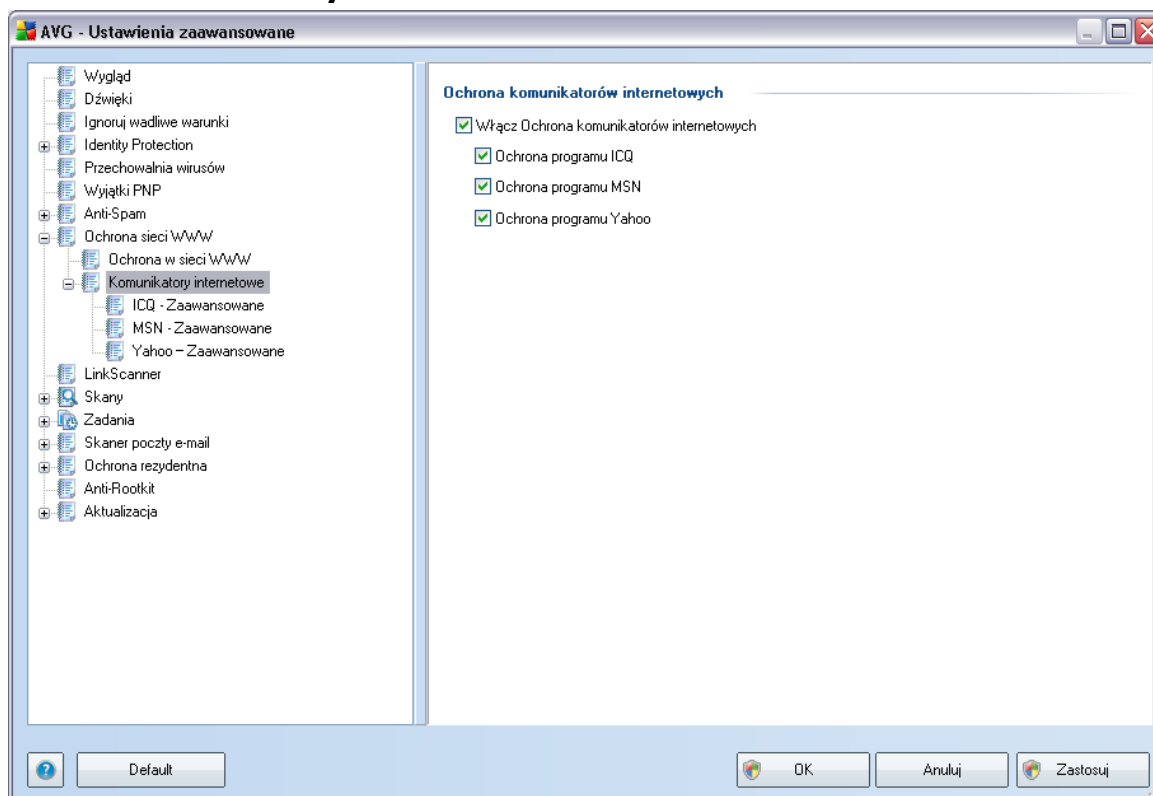 AVG - Ustawienia zaawansowane
Wygląd
Dźwięki
Ignoruj wadliwe warunki
Identity Protection
Przechowalnia wirusów
Wyjątki PNP
Anti-Spam
Ochrona sieci WWW
Ochrona w sieci WWW
Komunikatory internetowe
ICQ - Zaawansowane
MSN - Zaawansowane
Yahoo – Zaawansowane
LinkScanner
Skany
Zadania
Skaner poczty e-mail
Ochrona rezydentna
Anti-Rootkit
Aktualizacja
Ochrona komunikatorów internetowych
Włącz Ochrona komunikatorów internetowych
Ochrona programu ICQ
Ochrona programu MSN
Ochrona programu Yahoo
Default
OK
Anuluj
Zastosuj